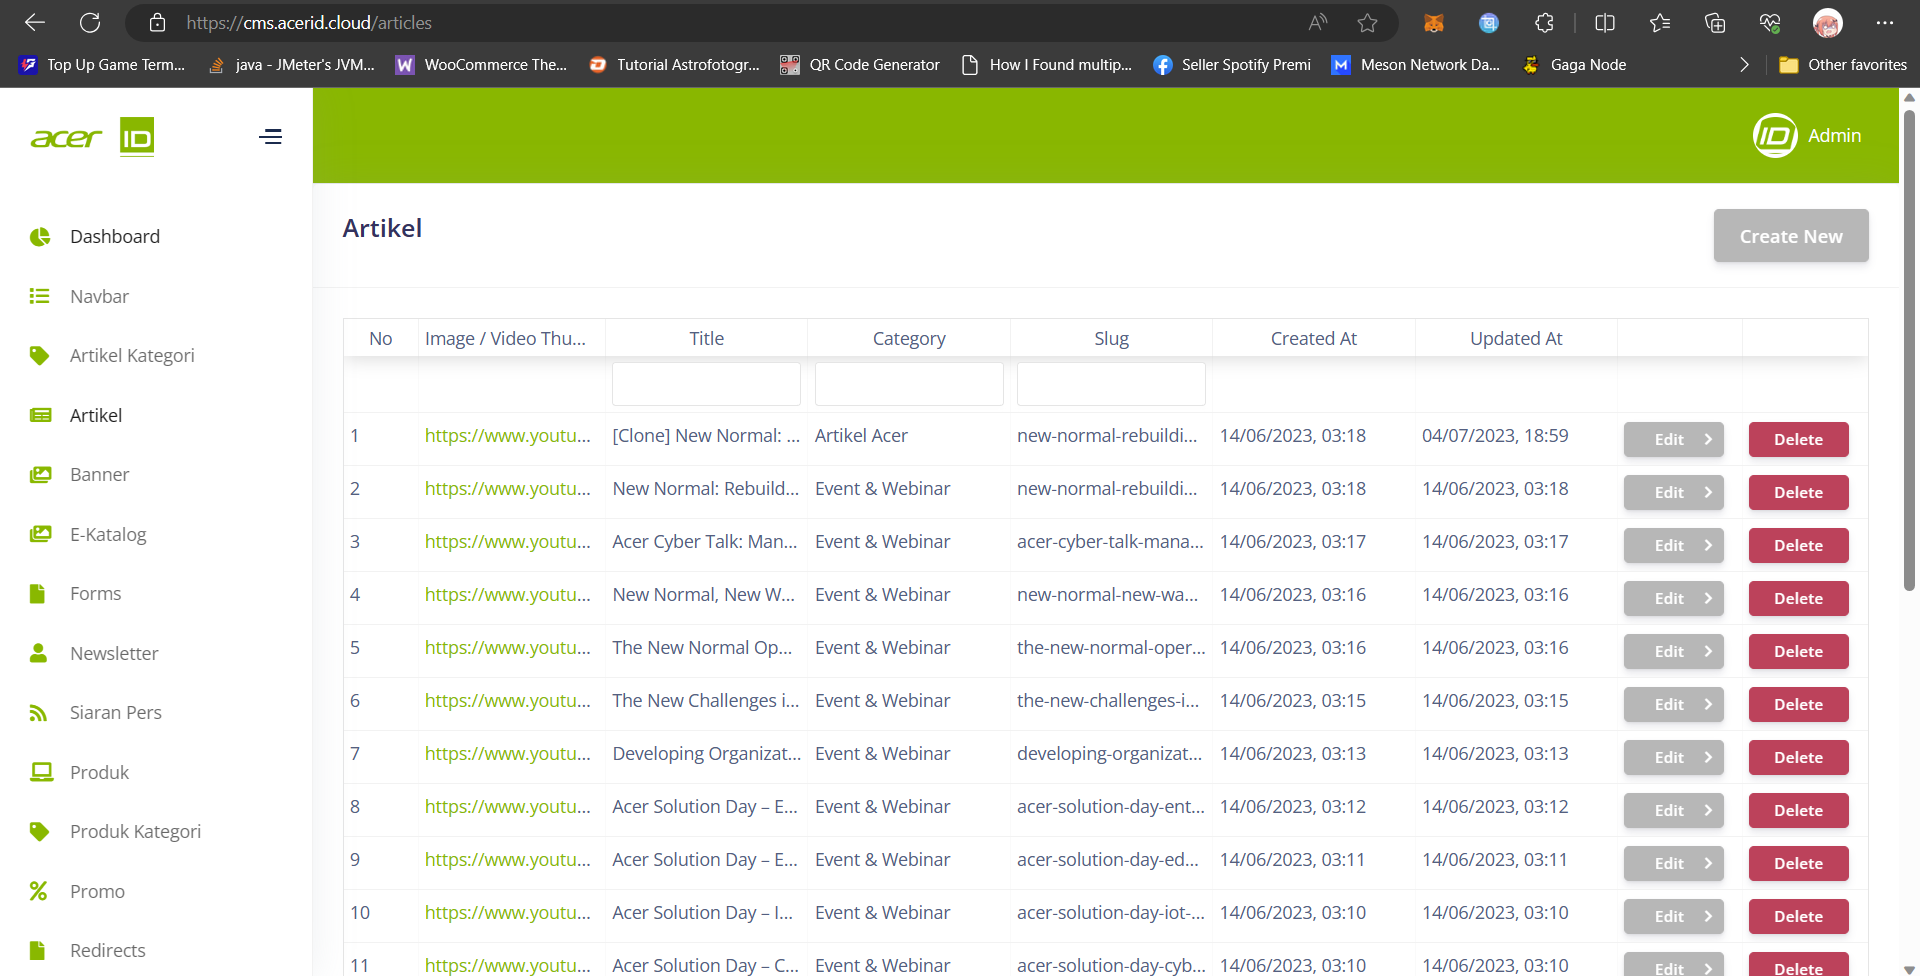 https://cms.acerid.cloud/articles
Top Up Game Term... java - JMeter's JVM... WooCommerce The... Tutorial Astrofotogr... QR Code Generator How I Found multip... Seller Spotify Premi Meson Network Da... Gaga Node Other favorites
acer ID
ID Admin
Artikel
Create New
Dashboard
Navbar
Artikel Kategori
Artikel
Banner
E-Katalog
Forms
Newsletter
Siaran Pers
Produk
Produk Kategori
Promo
Redirects
No Image / Video Thu... Title Category Slug Created At Updated At
1 https://www.youtu... [Clone] New Normal: ... Artikel Acer new-normal-rebuildi... 14/06/2023, 03:18 04/07/2023, 18:59 Edit Delete
2 https://www.youtu... New Normal: Rebuild... Event & Webinar new-normal-rebuildi... 14/06/2023, 03:18 14/06/2023, 03:18 Edit Delete
3 https://www.youtu... Acer Cyber Talk: Man... Event & Webinar acer-cyber-talk-mana... 14/06/2023, 03:17 14/06/2023, 03:17 Edit Delete
4 https://www.youtu... New Normal, New W... Event & Webinar new-normal-new-wa... 14/06/2023, 03:16 14/06/2023, 03:16 Edit Delete
5 https://www.youtu... The New Normal Op... Event & Webinar the-new-normal-oper... 14/06/2023, 03:16 14/06/2023, 03:16 Edit Delete
6 https://www.youtu... The New Challenges i... Event & Webinar the-new-challenges-i... 14/06/2023, 03:15 14/06/2023, 03:15 Edit Delete
7 https://www.youtu... Developing Organizat... Event & Webinar developing-organizat... 14/06/2023, 03:13 14/06/2023, 03:13 Edit Delete
8 https://www.youtu... Acer Solution Day – E... Event & Webinar acer-solution-day-ent... 14/06/2023, 03:12 14/06/2023, 03:12 Edit Delete
9 https://www.youtu... Acer Solution Day – E... Event & Webinar acer-solution-day-ed... 14/06/2023, 03:11 14/06/2023, 03:11 Edit Delete
10 https://www.youtu... Acer Solution Day – I... Event & Webinar acer-solution-day-iot-... 14/06/2023, 03:10 14/06/2023, 03:10 Edit Delete
11 https://www.youtu... Acer Solution Day – C... Event & Webinar acer-solution-day-cyb... 14/06/2023, 03:10 14/06/2023, 03:10 Edit Delete